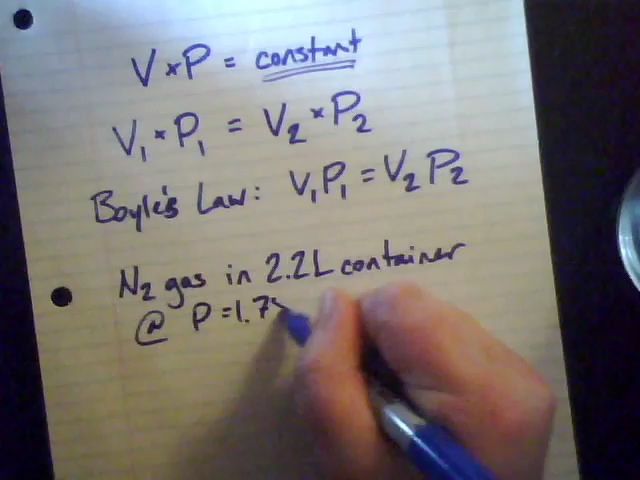 V × P = constant
V₁ × P₁ = V₂ × P₂
Boyle's Law: V₁P₁ = V₂P₂
N₂ gas in 2.2L container
@ P = 1.7